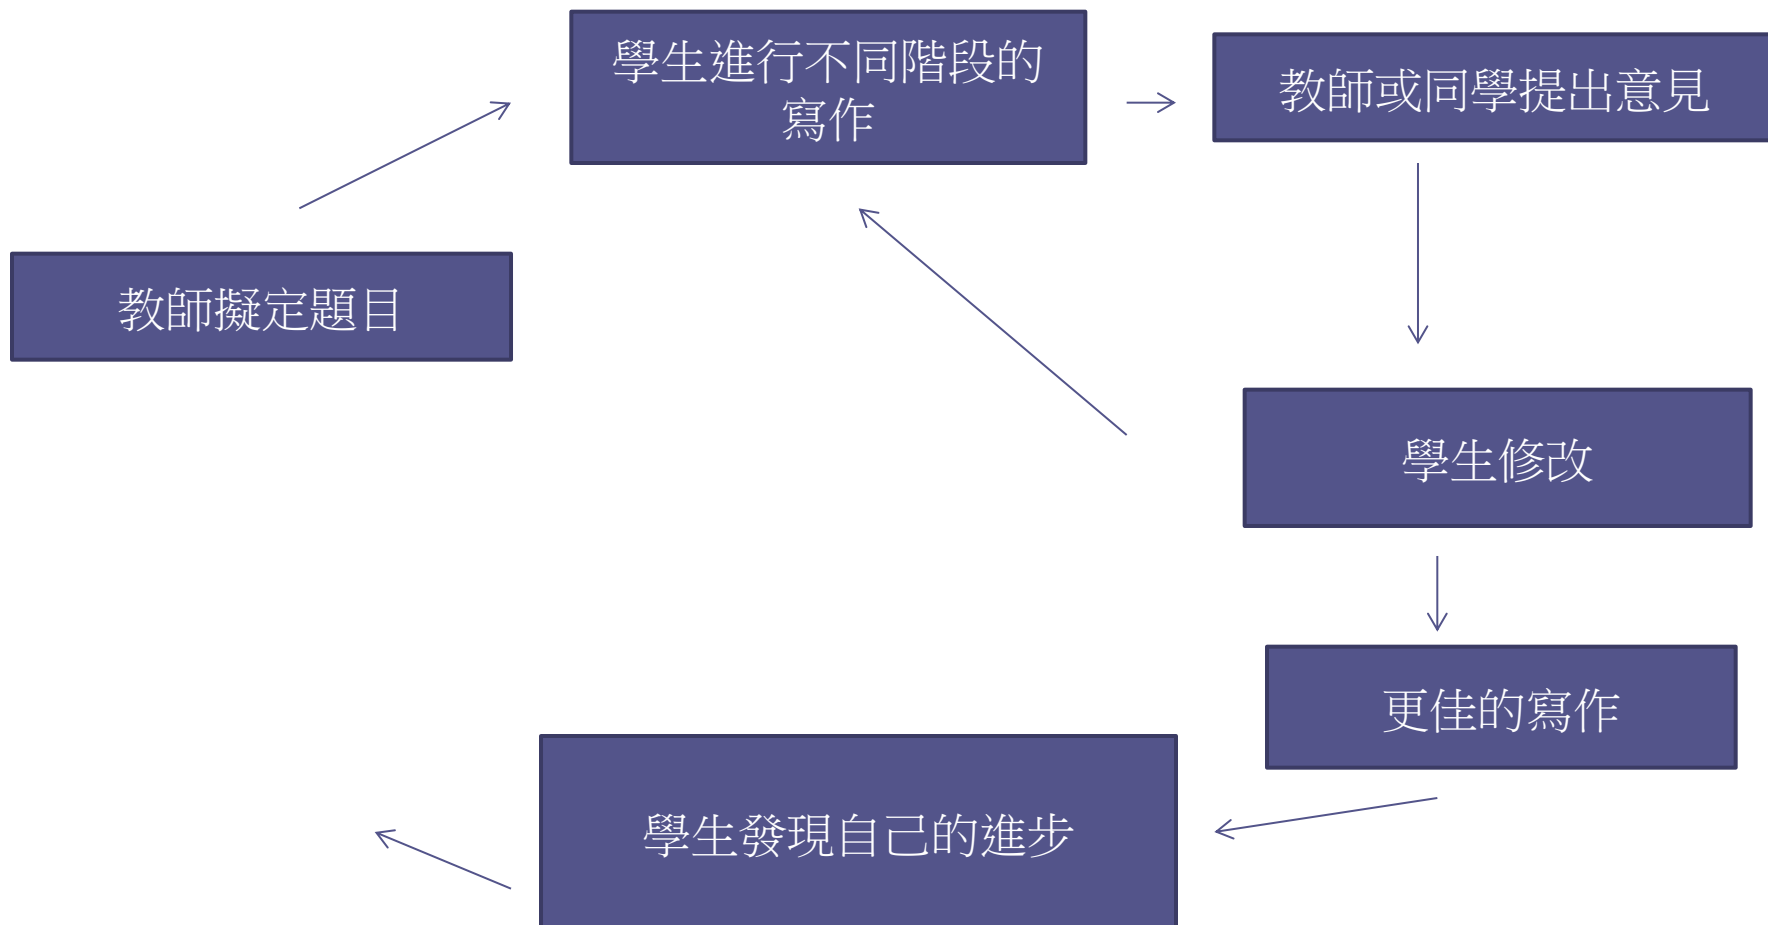 學生進行不同階段的
寫作
教師或同學提出意見
教師擬定題目
學生修改
更佳的寫作
學生發現自己的進步